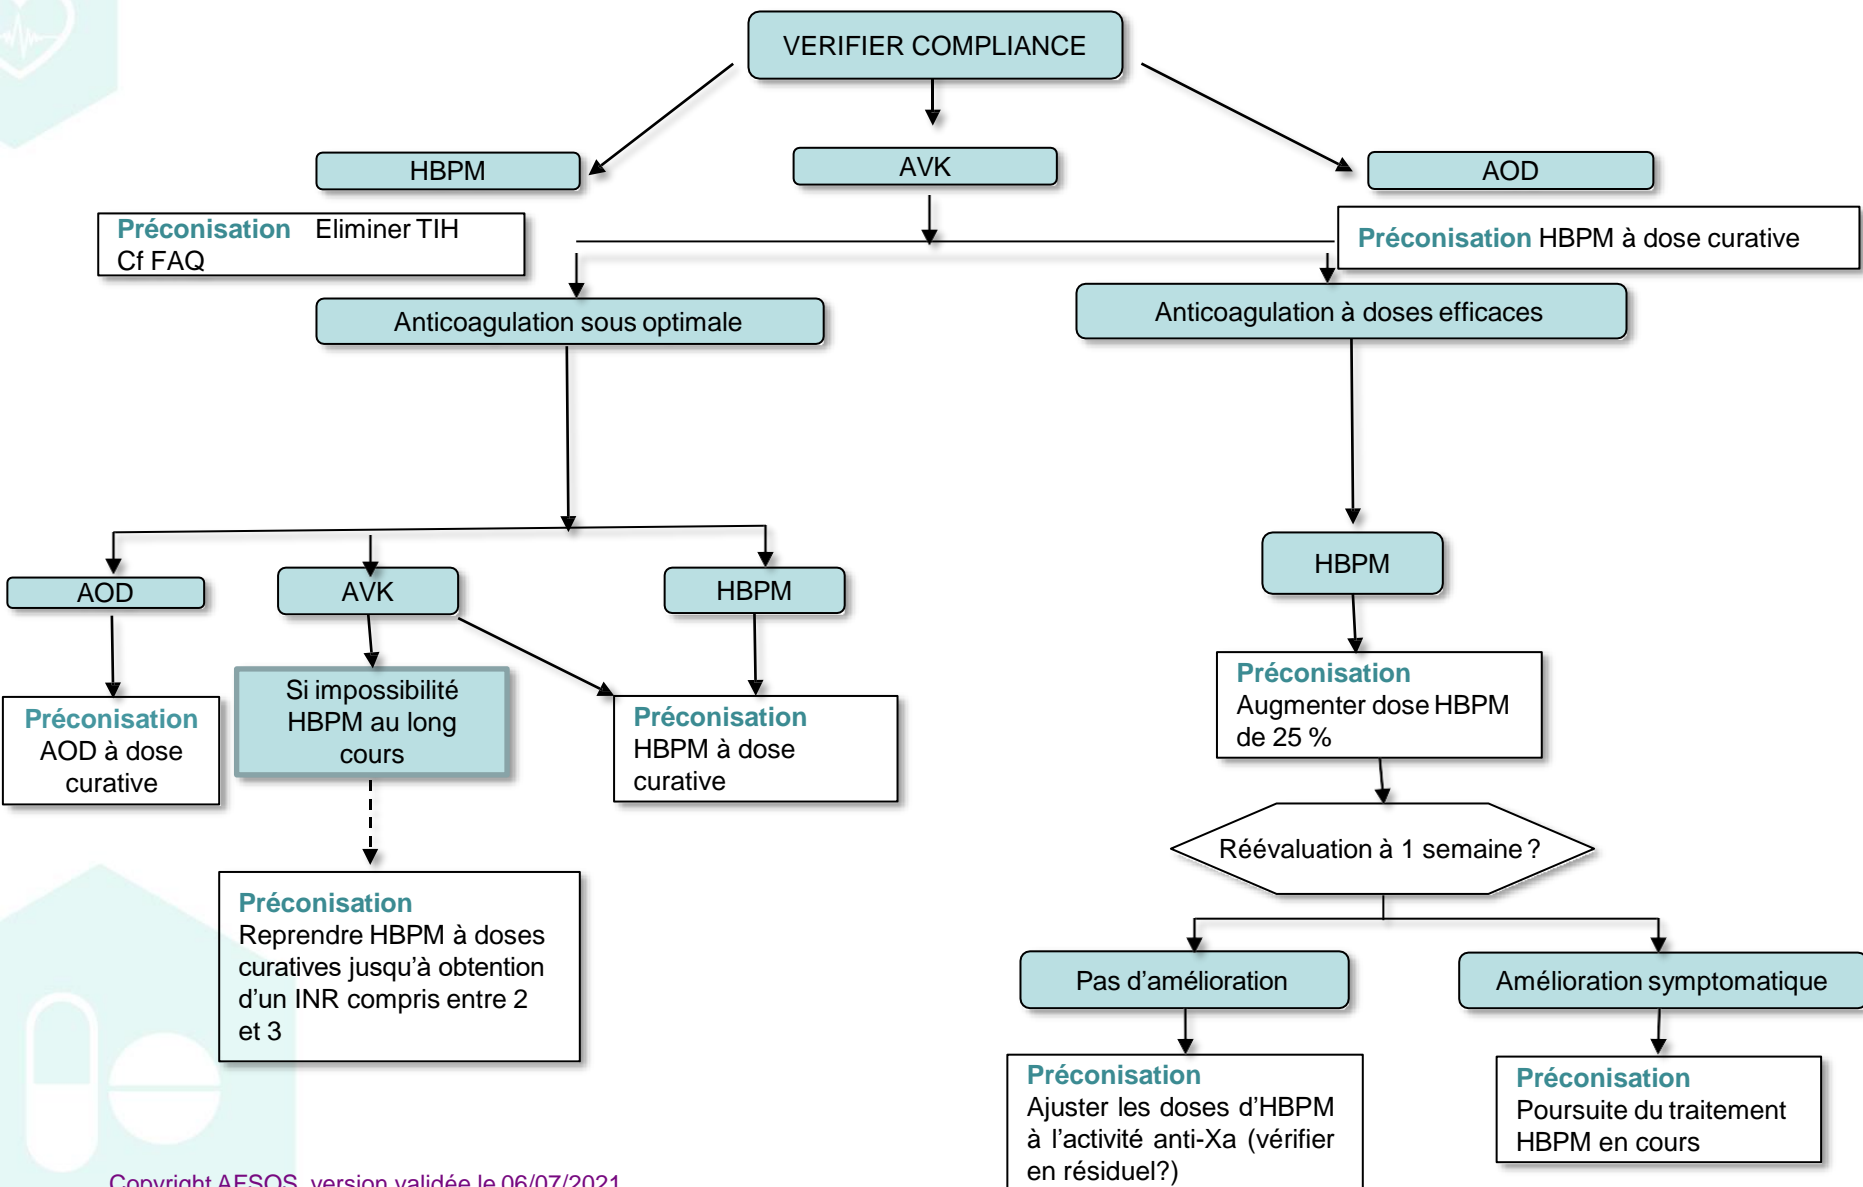 VERIFIER COMPLIANCE
HBPM
AVK
AOD
Préconisation Eliminer TIH
Cf FAQ
Préconisation HBPM à dose curative
Anticoagulation sous optimale
Anticoagulation à doses efficaces
AOD
AVK
HBPM
HBPM
Préconisation
AOD à dose
curative
Si impossibilité
HBPM au long
cours
Préconisation
HBPM à dose
curative
Préconisation
Augmenter dose HBPM
de 25 %
Réévaluation à 1 semaine ?
Préconisation
Reprendre HBPM à doses
curatives jusqu’à obtention
d’un INR compris entre 2
et 3
Pas d’amélioration
Amélioration symptomatique
Préconisation
Ajuster les doses d’HBPM
à l’activité anti-Xa (vérifier
en résiduel?)
Préconisation
Poursuite du traitement
HBPM en cours
Copyright AFSOS, version validée le 06/07/2021